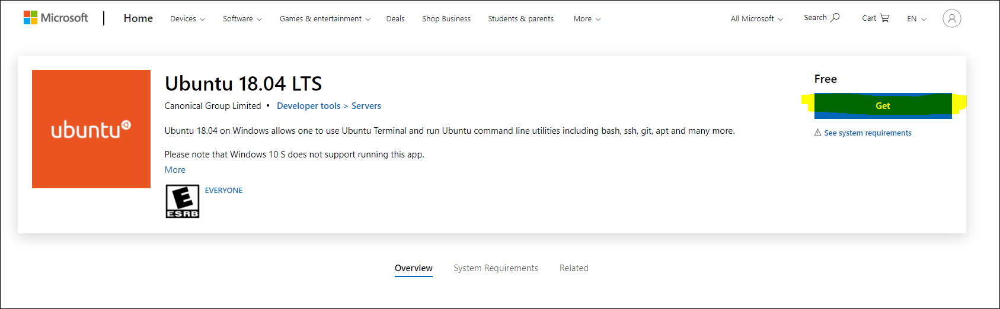 Microsoft
Home
Devices
Software
Games & entertainment
Deals
Shop Business
Students & parents
More
All Microsoft
Search
Cart
EN
ubuntu
Ubuntu 18.04 LTS
Canonical Group Limited • Developer tools > Servers
Ubuntu 18.04 on Windows allows one to use Ubuntu Terminal and run Ubuntu command line utilities including bash, ssh, git, apt and many more.
Please note that Windows 10 S does not support running this app.
More
E
ESRB
EVERYONE
Free
Get
See system requirements
Overview
System Requirements
Related